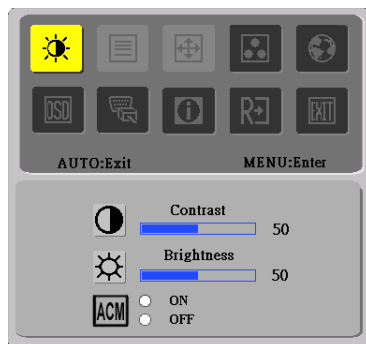 OSD i R EXIT
AUTO:Exit MENU:Enter
Contrast
50
Brightness
50
ACM ON
OFF